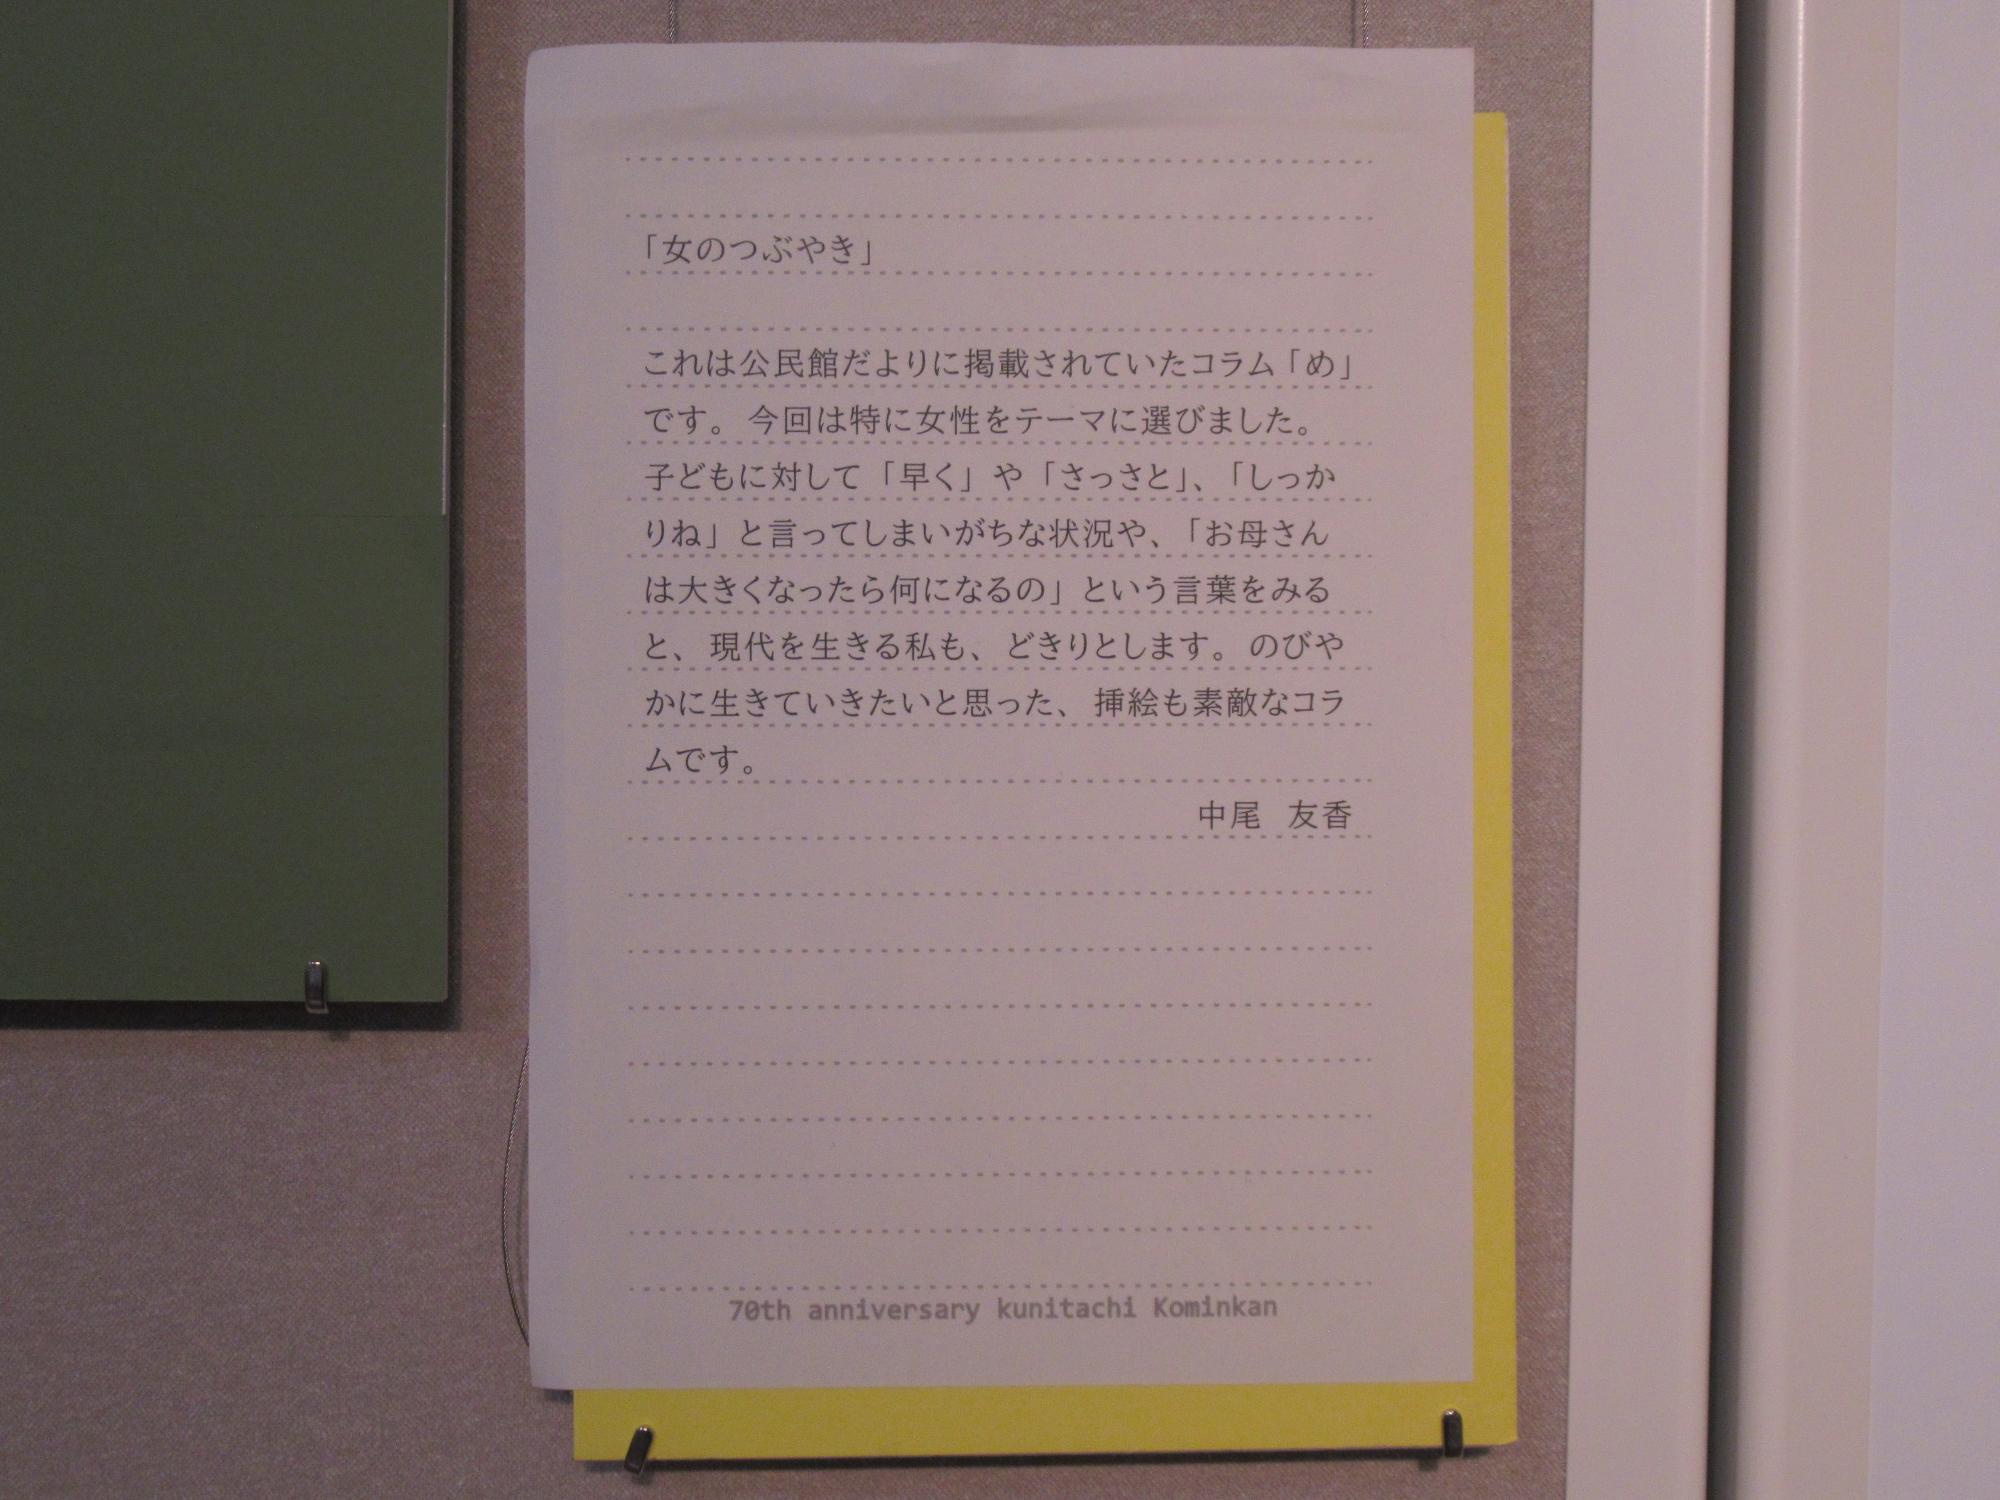 「女のつぶやき」
これは公民館だよりに掲載されていたコラム「め」
です。今回は特に女性をテーマに選びました。
子どもに対して「早く」や「さっさと」、「しっか
りね」と言ってしまいがちな状況や、「お母さん
は大きくなったら何になるの」という言葉をみる
と、現代を生きる私も、どきりとします。のびや
かに生きていきたいと思った、挿絵も素敵なコラ
ムです。
中尾　友香
70th anniversary kunitachi Kominkan